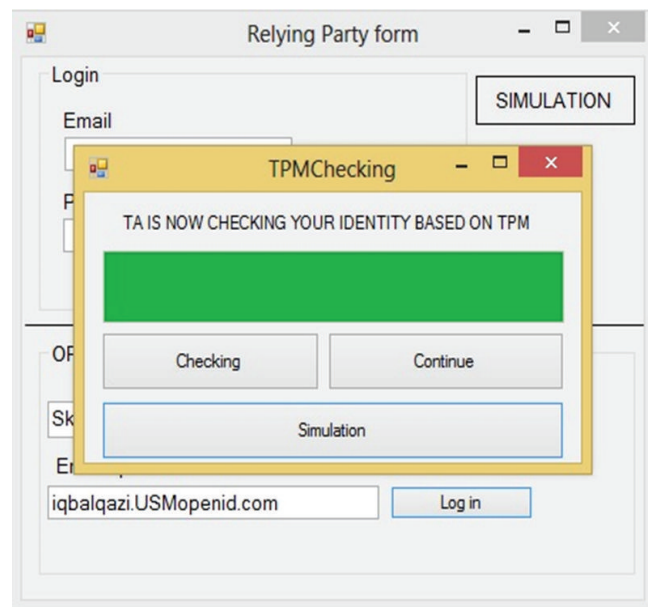 Relying Party form
Login
SIMULATION
Email
TPMChecking
TA IS NOW CHECKING YOUR IDENTITY BASED ON TPM
Checking
Continue
Simulation
iqbalqazi.USMopenid.com
Log in